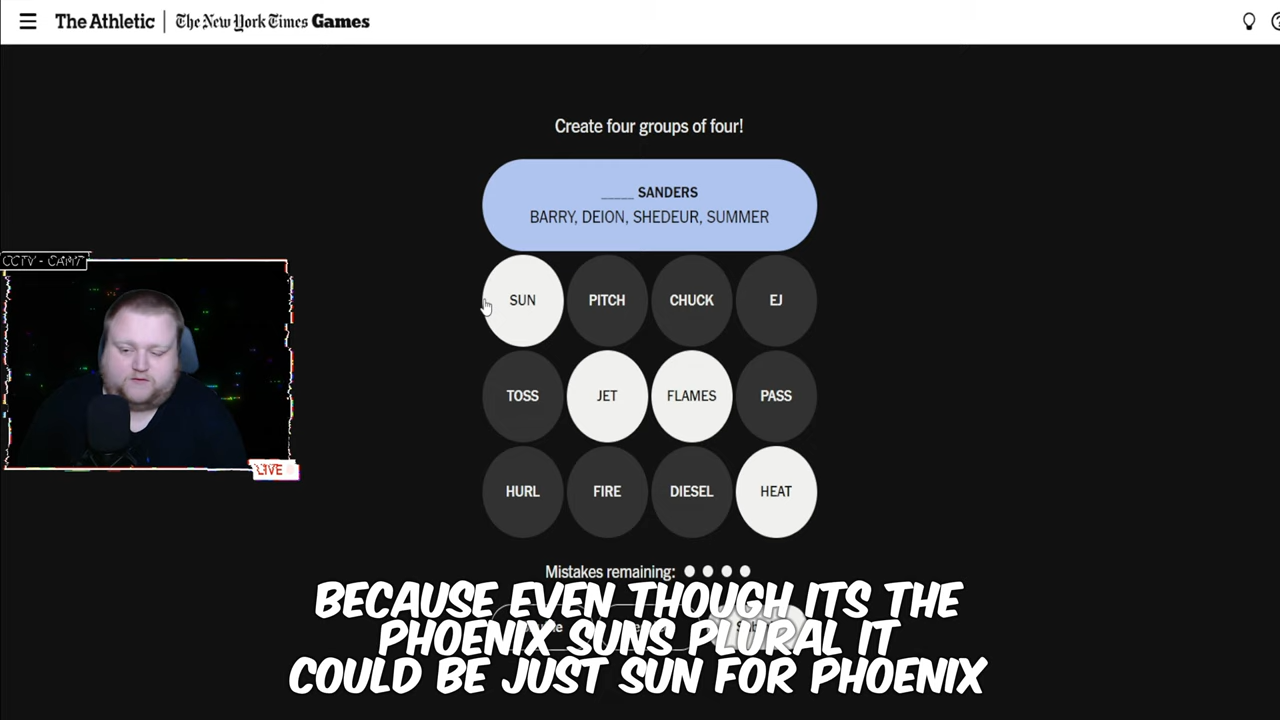 The Athletic | The New York Times Games
Create four groups of four!
_____ SANDERS
BARRY, DEION, SHEDEUR, SUMMER
CCTV - CAM7
SUN PITCH CHUCK EJ
TOSS JET FLAMES PASS
LIVE
HURL FIRE DIESEL HEAT
Mistakes remaining:
BECAUSE EVEN THOUGH ITS THE
PHOENIX SUNS PLURAL IT
COULD BE JUST SUN FOR PHOENIX